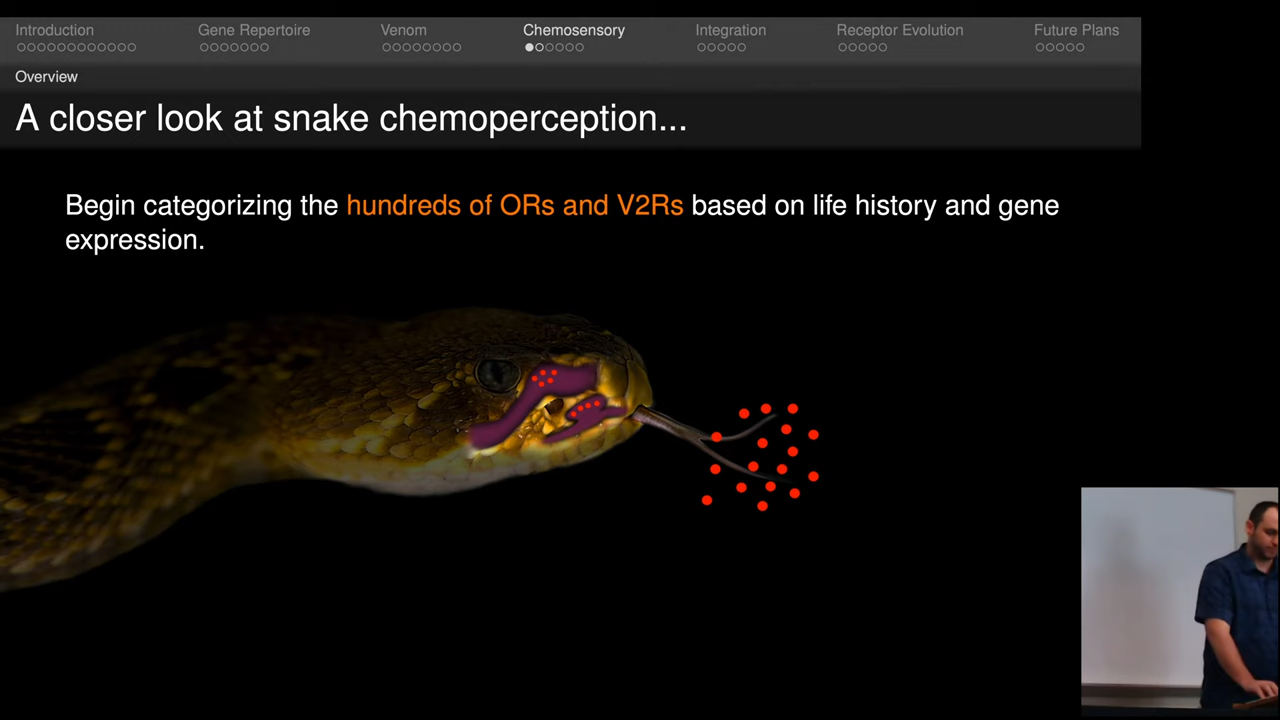 Introduction Gene Repertoire Venom Chemosensory Integration Receptor Evolution Future Plans
Overview
A closer look at snake chemoperception...
Begin categorizing the hundreds of ORs and V2Rs based on life history and gene
expression.